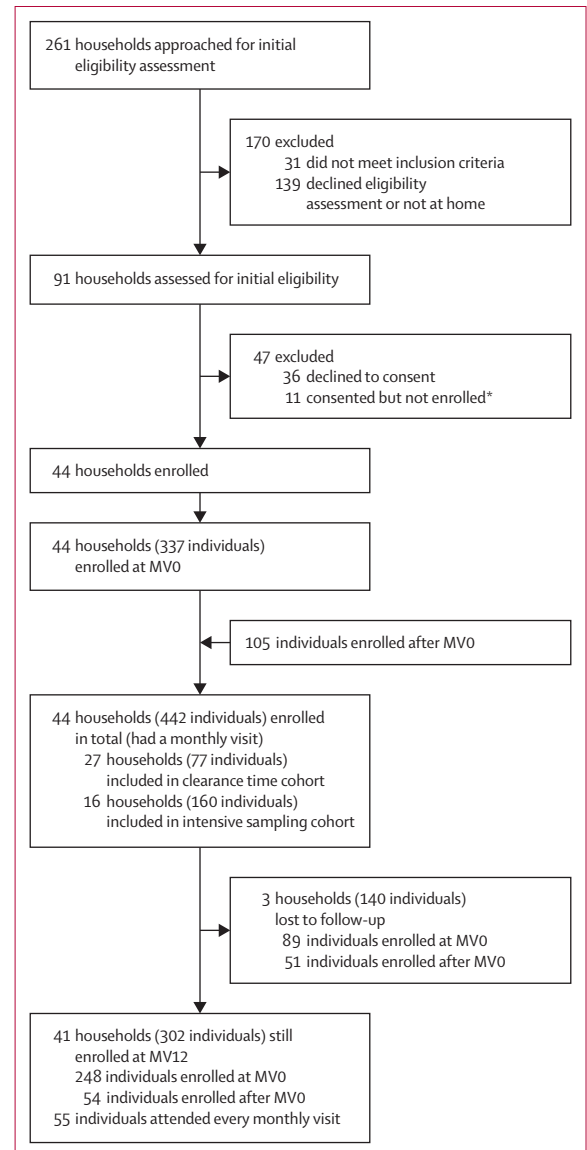 261 households approached for initial
eligibility assessment
170 excluded
31 did not meet inclusion criteria
139 declined eligibility
assessment or not at home
91 households assessed for initial eligibility
47 excluded
36 declined to consent
11 consented but not enrolled*
44 households enrolled
44 households (337 individuals)
enrolled at MV0
105 individuals enrolled after MV0
44 households (442 individuals) enrolled
in total (had a monthly visit)
27 households (77 individuals)
included in clearance time cohort
16 households (160 individuals)
included in intensive sampling cohort
3 households (140 individuals)
lost to follow-up
89 individuals enrolled at MV0
51 individuals enrolled after MV0
41 households (302 individuals) still
enrolled at MV12
248 individuals enrolled at MV0
54 individuals enrolled after MV0
55 individuals attended every monthly visit